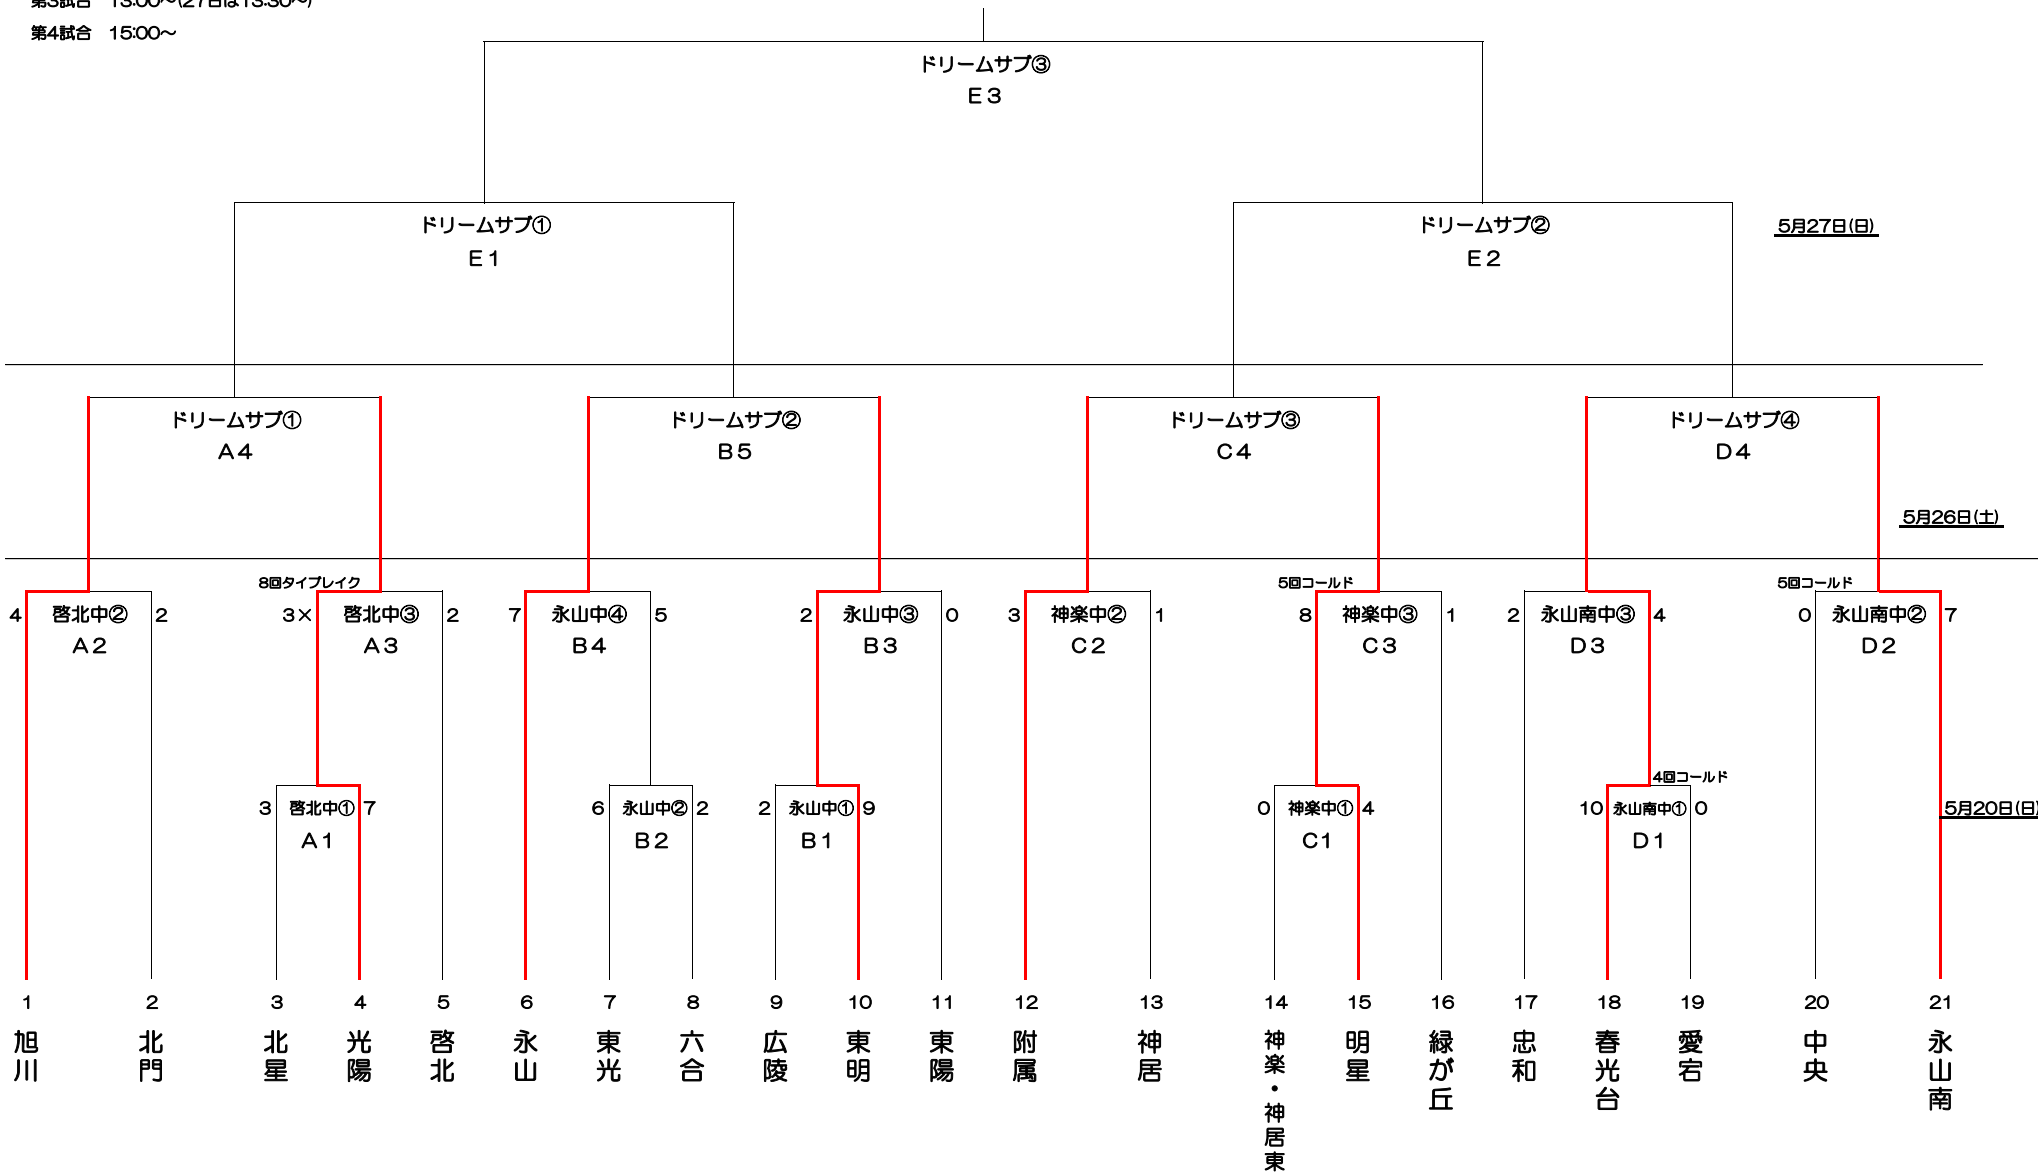 第3試合 13:00～(27日は13:30～)
第4試合 15:00～
ドリームサブ③
E3
ドリームサブ①
E1
ドリームサブ②
E2
5月27日(日)
ドリームサブ①
A4
ドリームサブ②
B5
ドリームサブ③
C4
ドリームサブ④
D4
5月26日(土)
8回タイブレイク
5回コールド
5回コールド
4 啓北中② 2
A2
3× 啓北中③ 2
A3
7 永山中④ 5
B4
2 永山中③ 0
B3
3 神楽中② 1
C2
8 神楽中③ 1
C3
2 永山南中③ 4
D3
0 永山南中② 7
D2
4回コールド
3 啓北中① 7
A1
6 永山中② 2
B2
2 永山中① 9
B1
0 神楽中① 4
C1
10 永山南中① 0
D1
5月20日(日)
1 2 3 4 5 6 7 8 9 10 11 12 13 14 15 16 17 18 19 20 21
旭川
北門
北星
光陽
啓北
永山
東光
六合
広陵
東明
東陽
附属
神居
神楽・神居東
明星
緑が丘
忠和
春光台
愛宕
中央
永山南